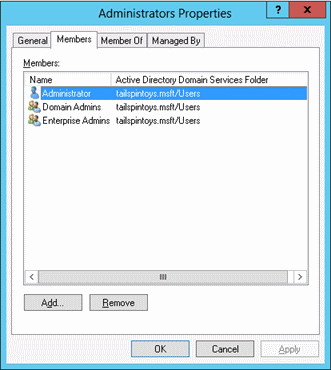 Administrators Properties
? X
General Members Member Of Managed By
Members:
Name Active Directory Domain Services Folder
Administrator tailspintoys.msft/Users
Domain Admins tailspintoys.msft/Users
Enterprise Admins tailspintoys.msft/Users
Add... Remove
OK Cancel Apply